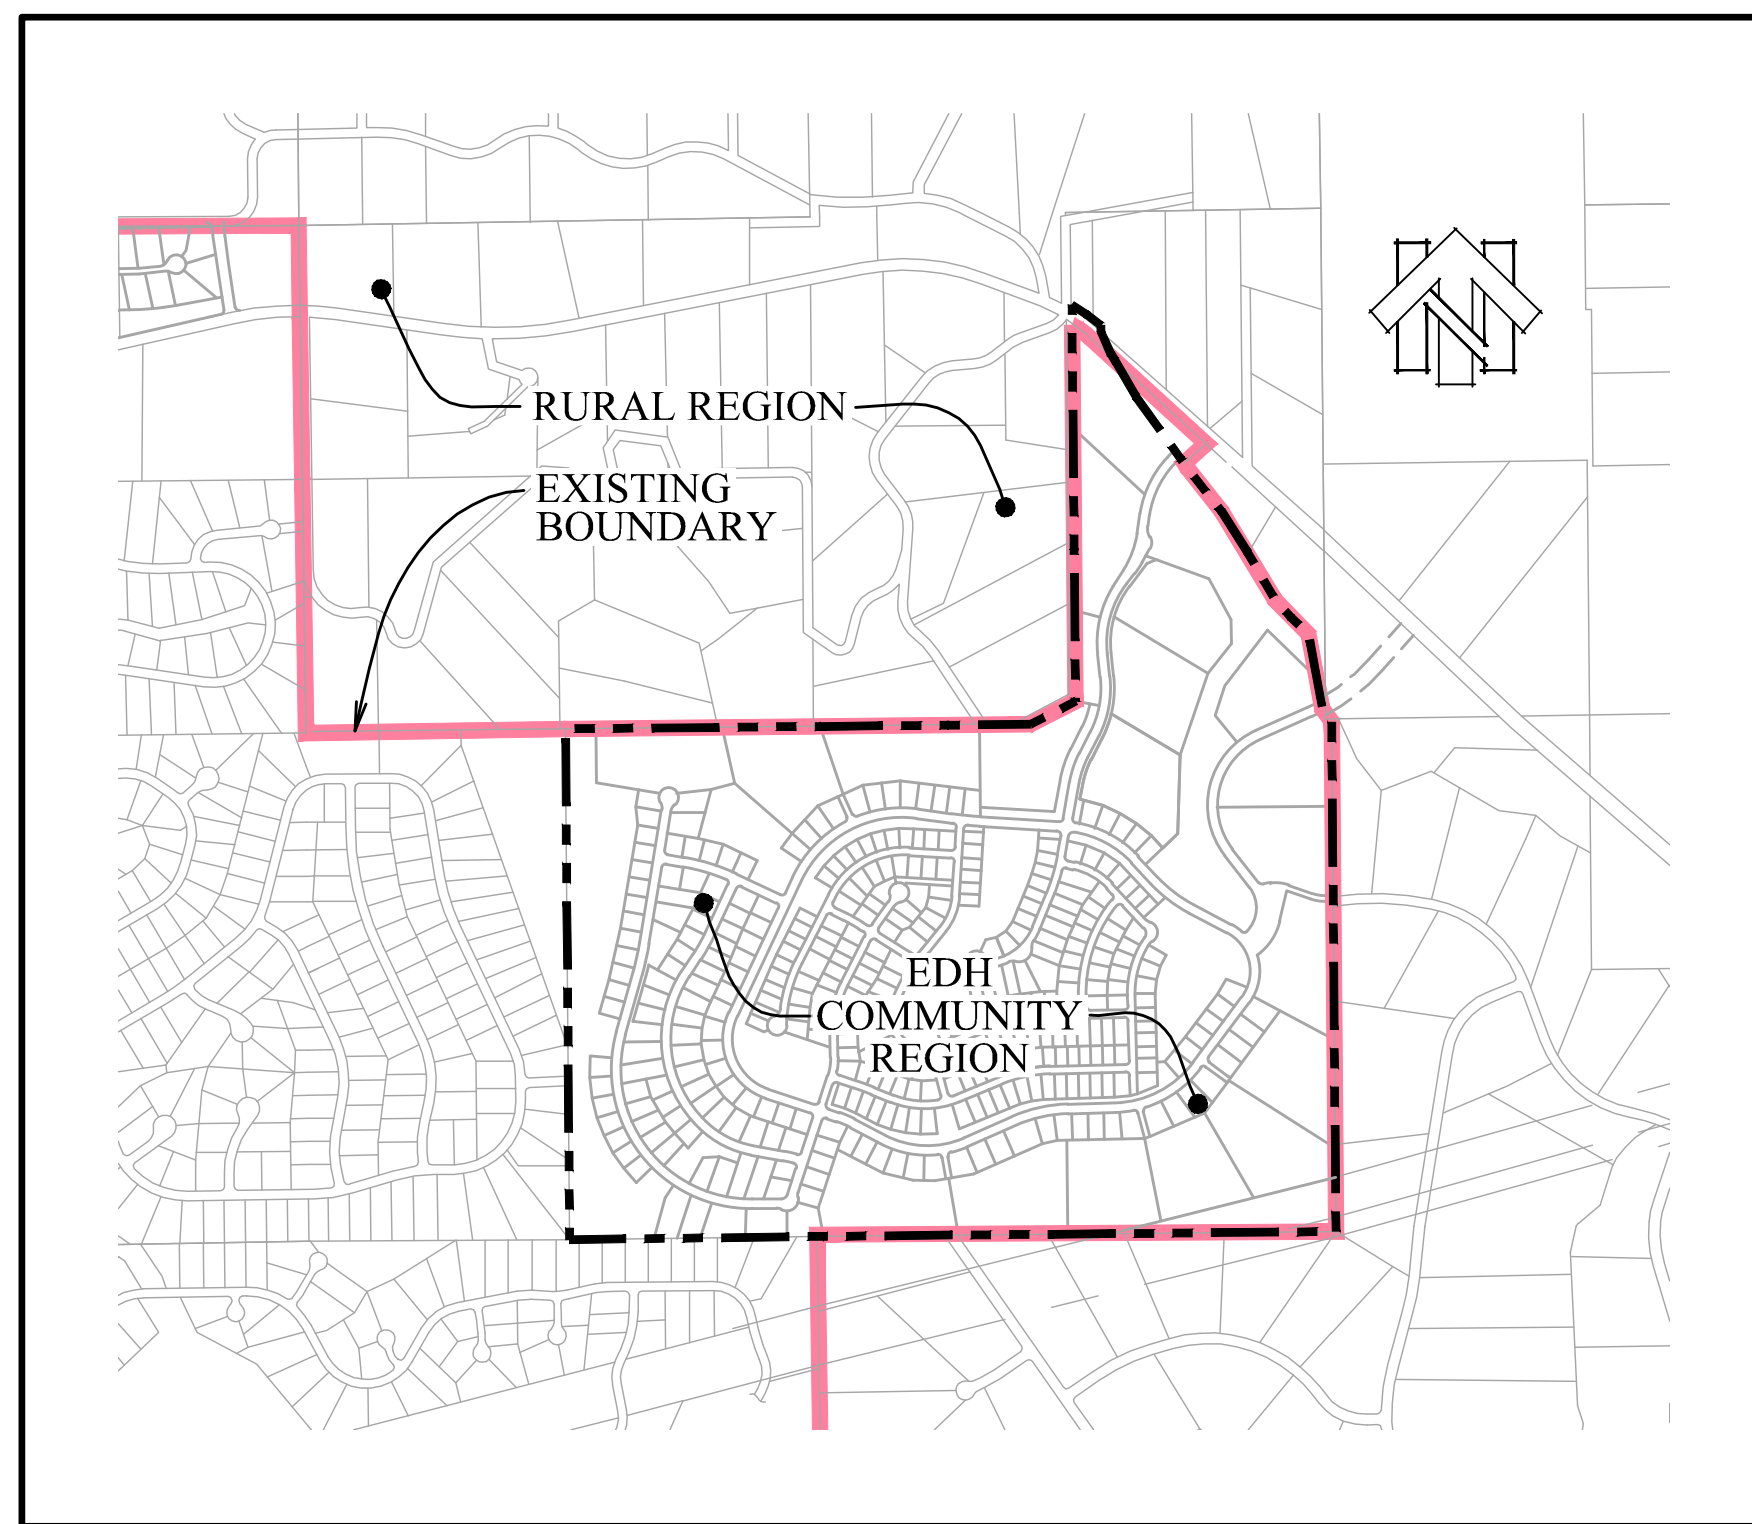 RURAL REGION
EXISTING
BOUNDARY
EDH
COMMUNITY
REGION
N